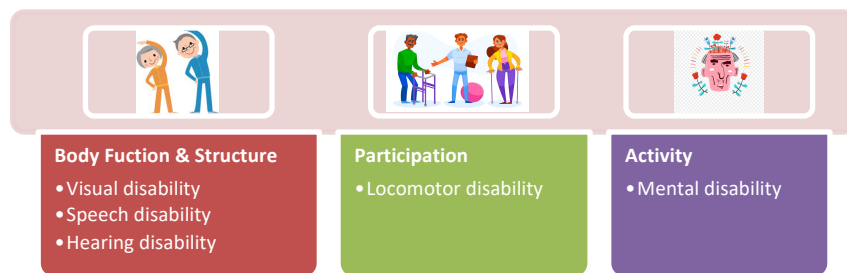 Body Fuction & Structure
•Visual disability
•Speech disability
•Hearing disability
Participation
•Locomotor disability
Activity
•Mental disability